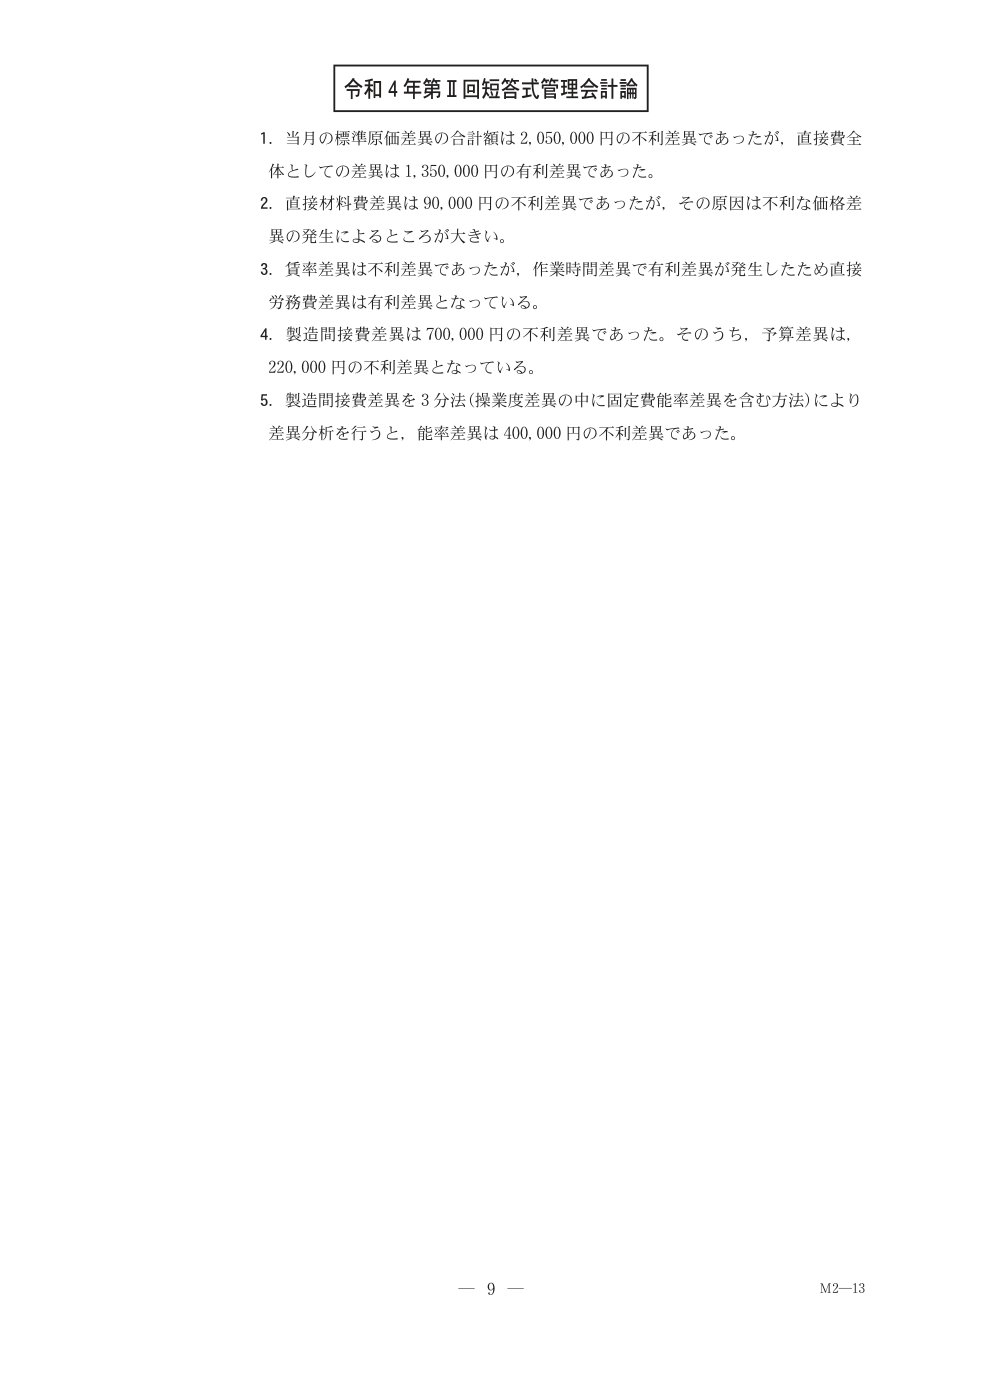 令和4年第Ⅱ回短答式管理会計論
1. 当月の標準原価差異の合計額は 2,050,000 円の不利差異であったが，直接費全
体としての差異は 1,350,000 円の有利差異であった。
2. 直接材料費差異は 90,000 円の不利差異であったが，その原因は不利な価格差
異の発生によるところが大きい。
3. 賃率差異は不利差異であったが，作業時間差異で有利差異が発生したため直接
労務費差異は有利差異となっている。
4. 製造間接費差異は 700,000 円の不利差異であった。そのうち，予算差異は，
220,000 円の不利差異となっている。
5. 製造間接費差異を 3 分法(操業度差異の中に固定費能率差異を含む方法)により
差異分析を行うと，能率差異は 400,000 円の不利差異であった。
― 9 ―
M2―13